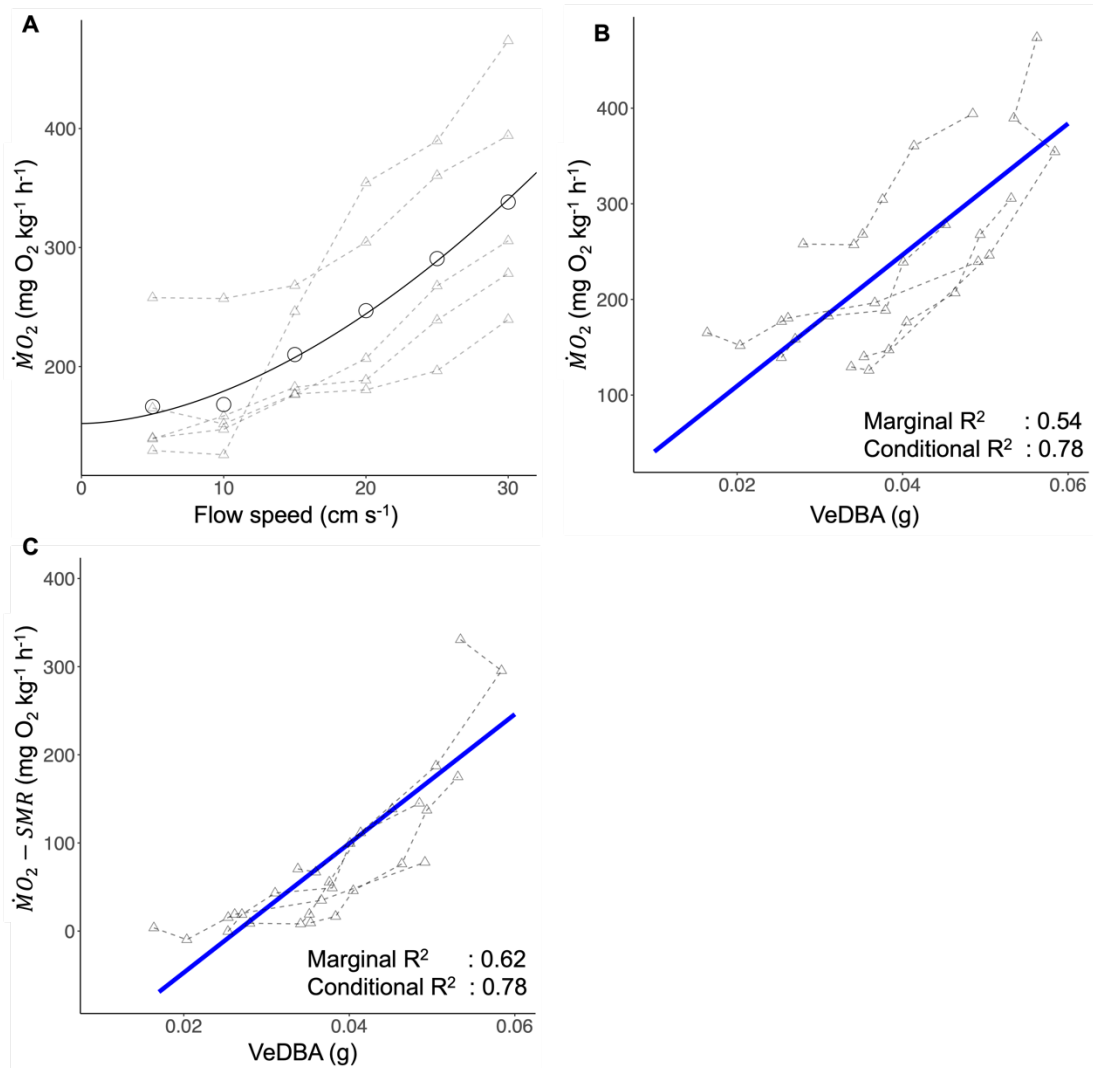 A
ṀO₂ (mg O₂ kg⁻¹ h⁻¹)
400
300
200
0
10
20
30
Flow speed (cm s⁻¹)
B
ṀO₂ (mg O₂ kg⁻¹ h⁻¹)
400
300
200
100
Marginal R² : 0.54
Conditional R² : 0.78
0.02
0.04
0.06
VeDBA (g)
C
ṀO₂ − SMR (mg O₂ kg⁻¹ h⁻¹)
400
300
200
100
0
Marginal R² : 0.62
Conditional R² : 0.78
0.02
0.04
0.06
VeDBA (g)